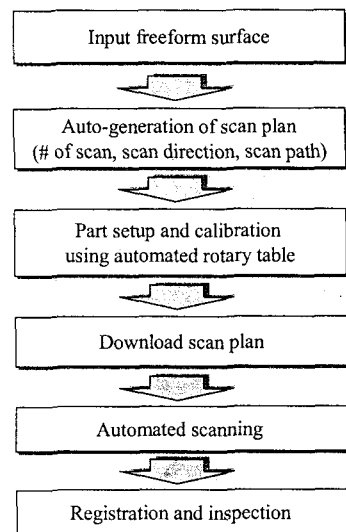 Input freeform surface
Auto-generation of scan plan
(# of scan, scan direction, scan path)
Part setup and calibration
using automated rotary table
Download scan plan
Automated scanning
Registration and inspection